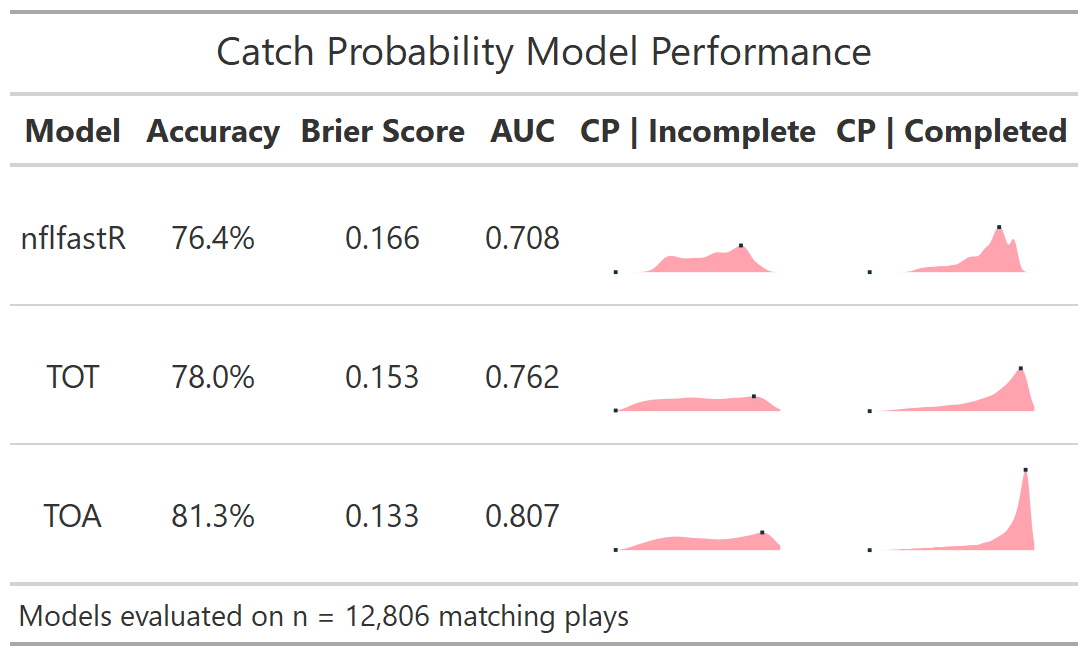 Catch Probability Model Performance
Model Accuracy Brier Score AUC CP | Incomplete CP | Completed
nflfastR 76.4% 0.166 0.708
TOT 78.0% 0.153 0.762
TOA 81.3% 0.133 0.807
Models evaluated on n = 12,806 matching plays